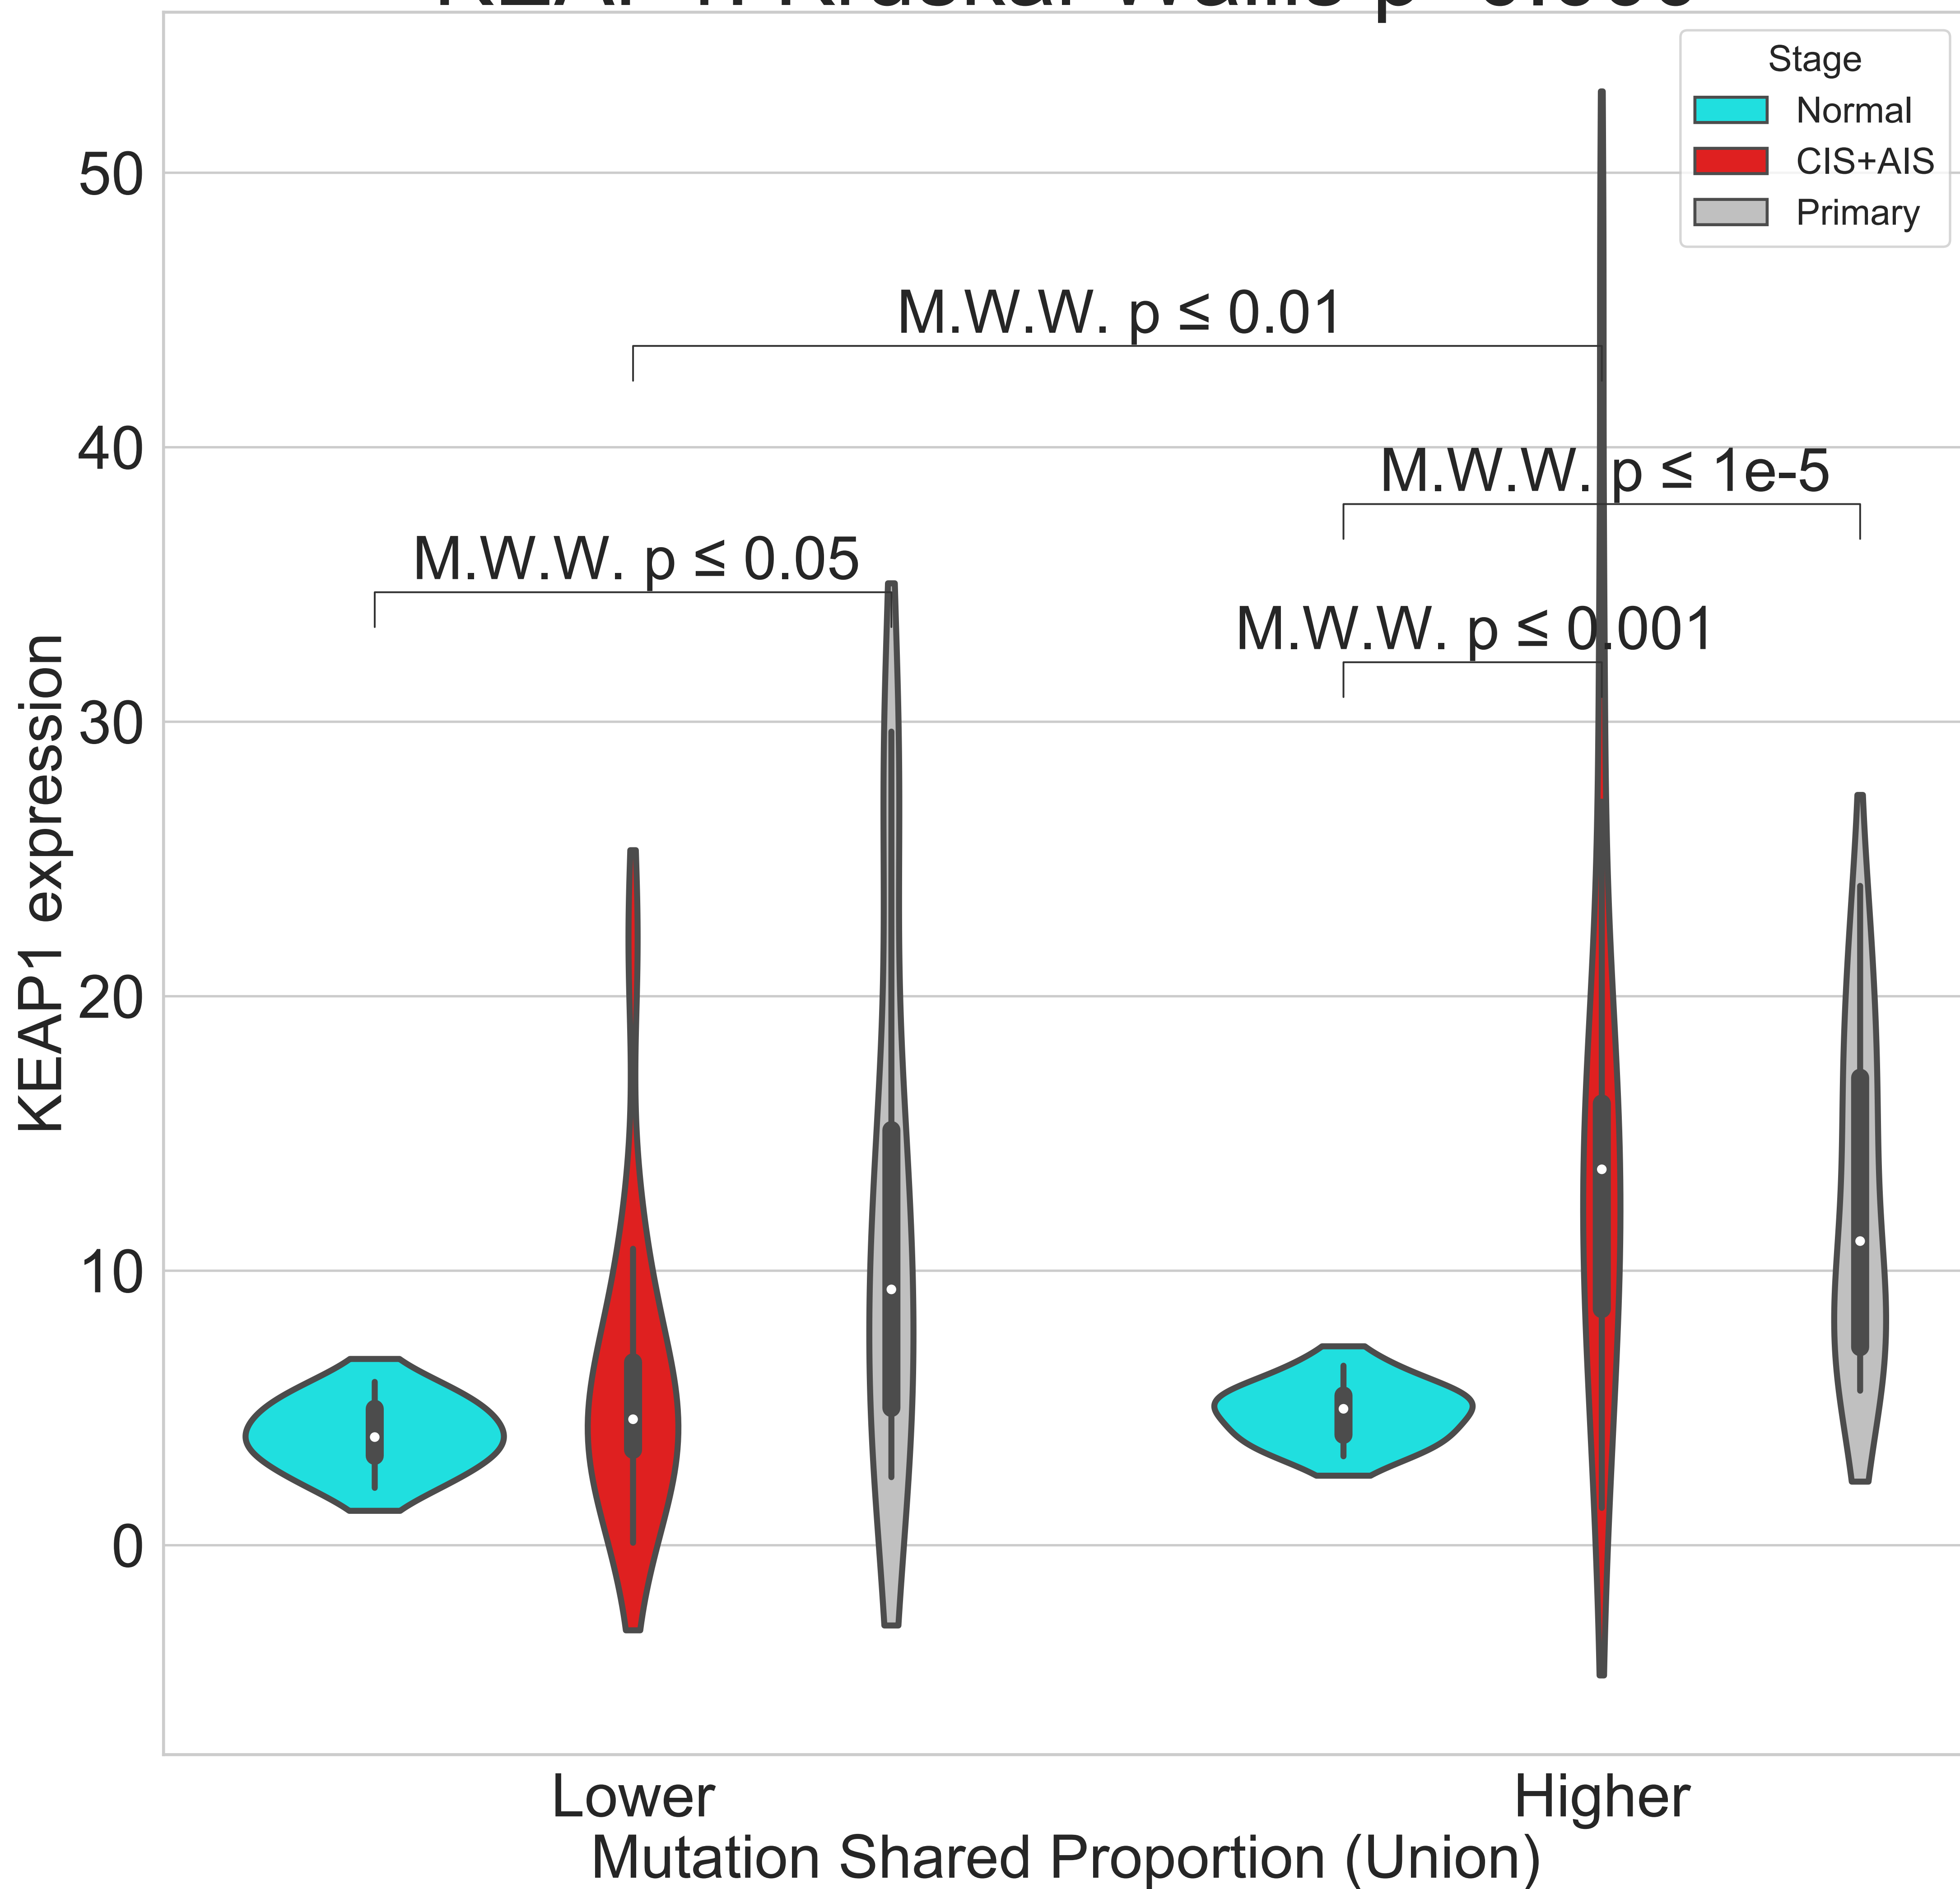 Stage
Normal
CIS+AIS
Primary
50
40
30
20
10
0
KEAP1 expression
M.W.W. p ≤ 0.01
M.W.W. p ≤ 1e-5
M.W.W. p ≤ 0.05
M.W.W. p ≤ 0.001
Lower
Higher
Mutation Shared Proportion (Union)